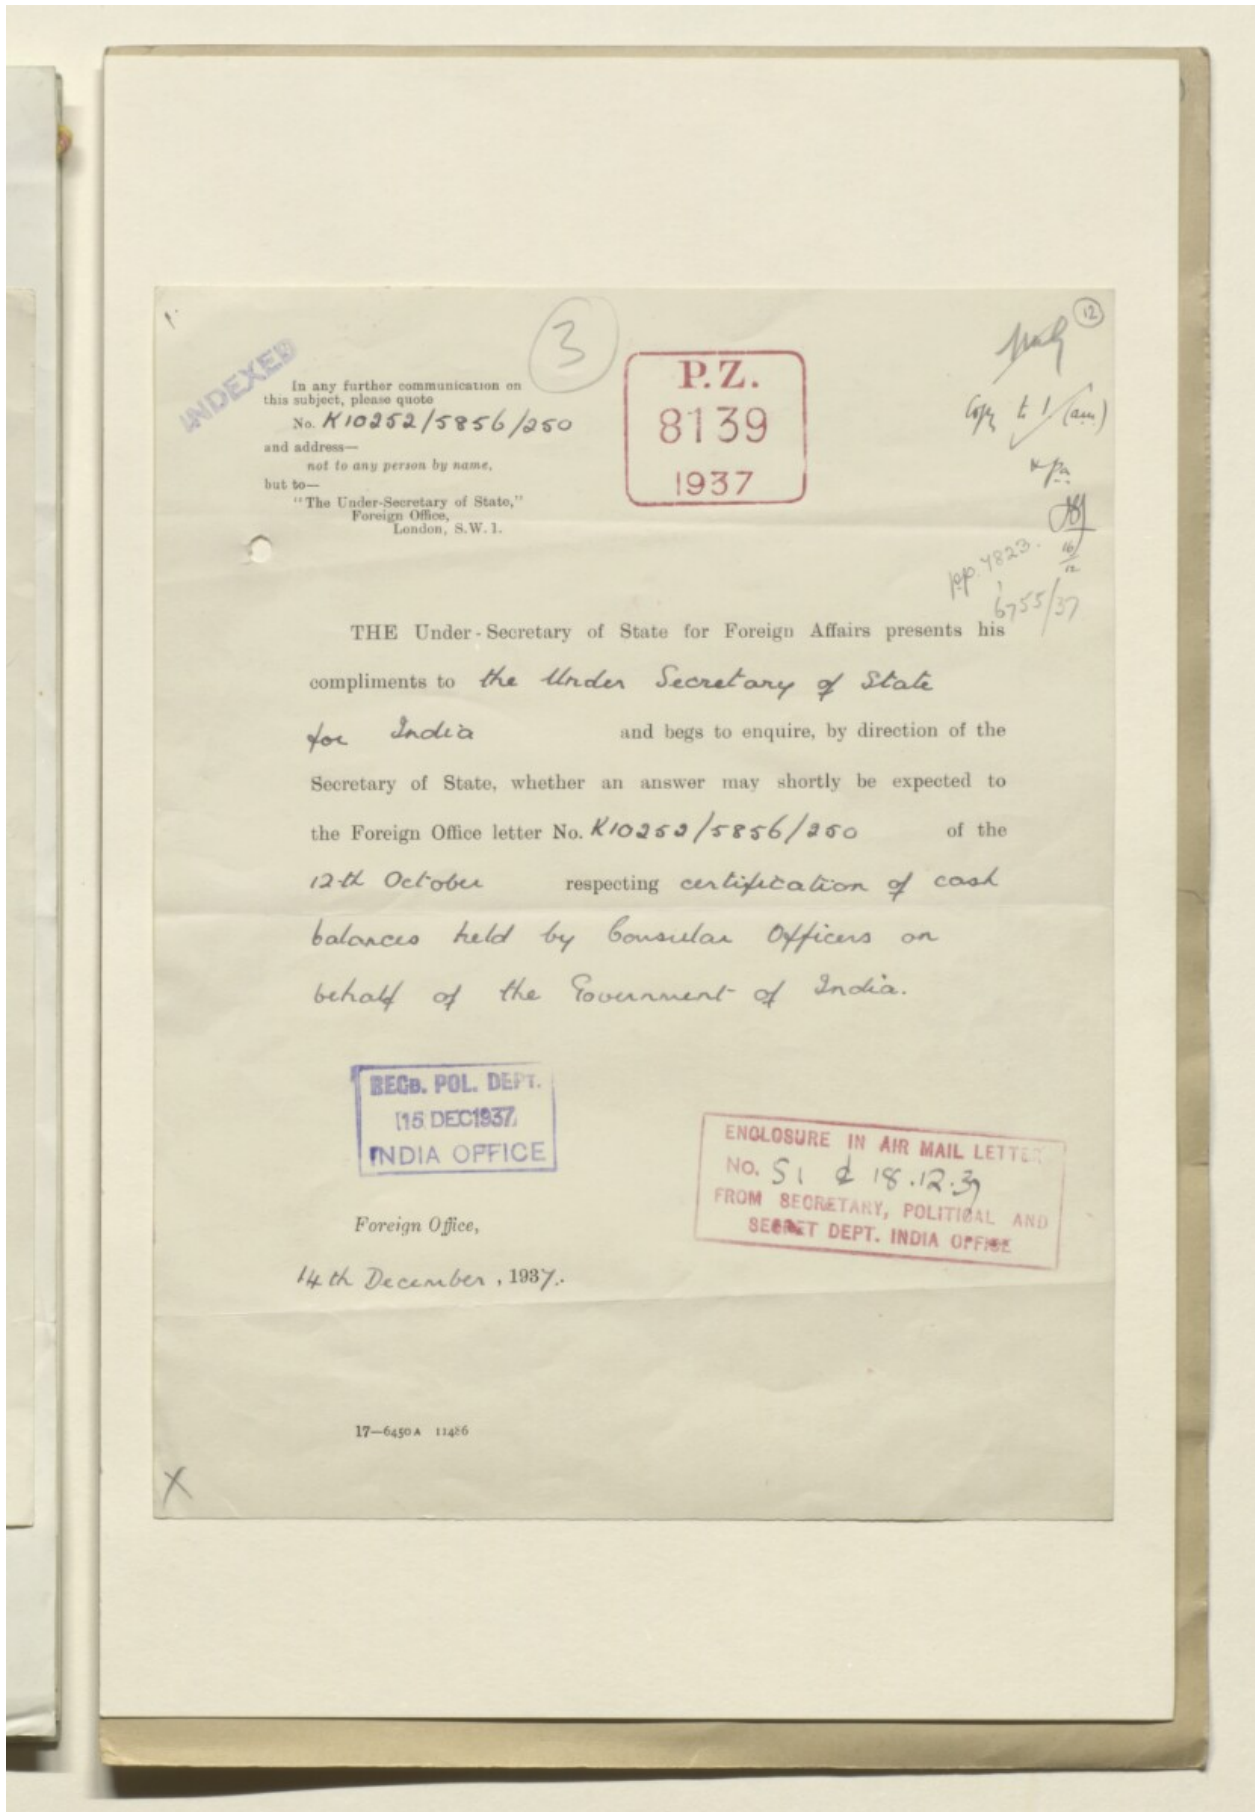 12
3
INDEXED
In any further communication on
this subject, please quote
No. K10252/5856/250
and address—
not to any person by name,
but to—
"The Under-Secretary of State,"
Foreign Office,
London, S.W.1.
P.Z.
8139
1937
Copy to
16/12
pp. 7823.
6755/37
THE Under-Secretary of State for Foreign Affairs presents his
compliments to the Under Secretary of State
for India and begs to enquire, by direction of the
Secretary of State, whether an answer may shortly be expected to
the Foreign Office letter No. K10252/5856/250 of the
12th October respecting certification of cash
balances held by Consular Officers on
behalf of the Government of India.
RECD. POL. DEPT.
15 DEC 1937
INDIA OFFICE
ENCLOSURE IN AIR MAIL LETTER
No. 51 d 18.12.37
FROM SECRETARY, POLITICAL AND
SECRET DEPT. INDIA OFFICE
Foreign Office,
14th December, 1937.
17—6450A 11486
X